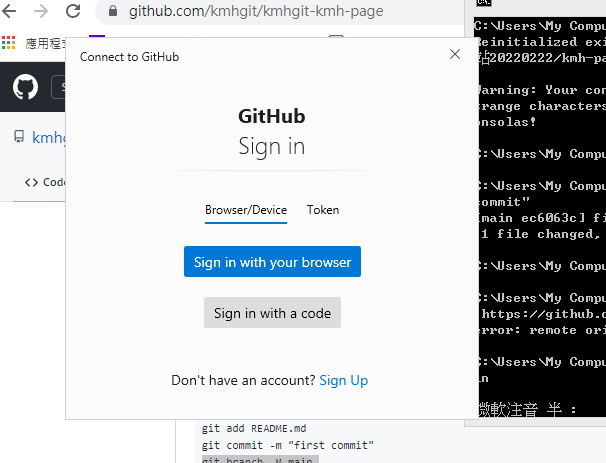 github.com/kmhgit/kmhgit-kmh-page
應用程式
Connect to GitHub
GitHub
Sign in
Browser/Device
Token
Sign in with your browser
Sign in with a code
Don't have an account? Sign Up
kmhg
<> Code
git add README.md
git commit -m "first commit"
git branch -M main
C:\Users\My Compu
Reinitialized exi
站20220222/kmh-pa
Warning: Your con
trange characters
onsolas!
C:\Users\My Compu
C:\Users\My Compu
commit"
[main ec6063c] fi
1 file changed,
C:\Users\My Compu
C:\Users\My Compu
https://github.c
error: remote ori
C:\Users\My Compu
in
微軟注音 半 :